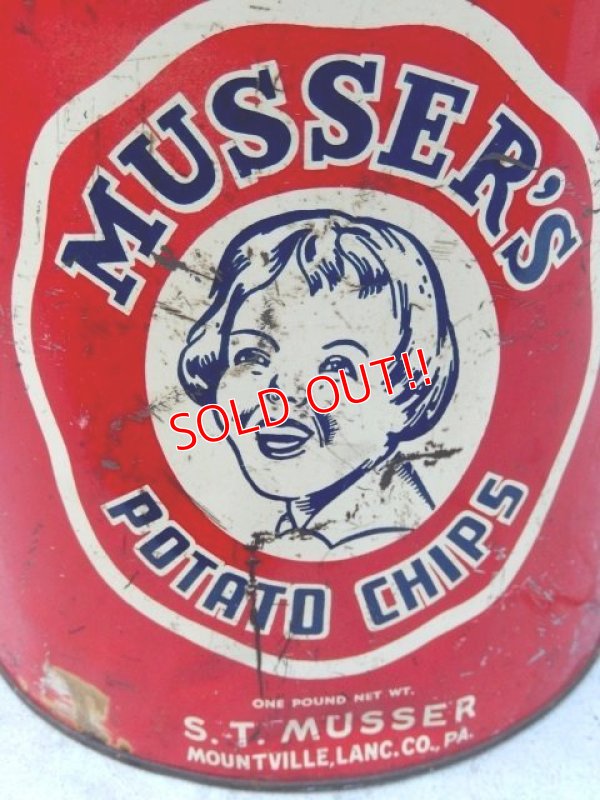 MUSSER'S
SOLD OUT!!
POTATO CHIPS
ONE POUND NET WT.
S.T. MUSSER
MOUNTVILLE, LANC. CO., PA.